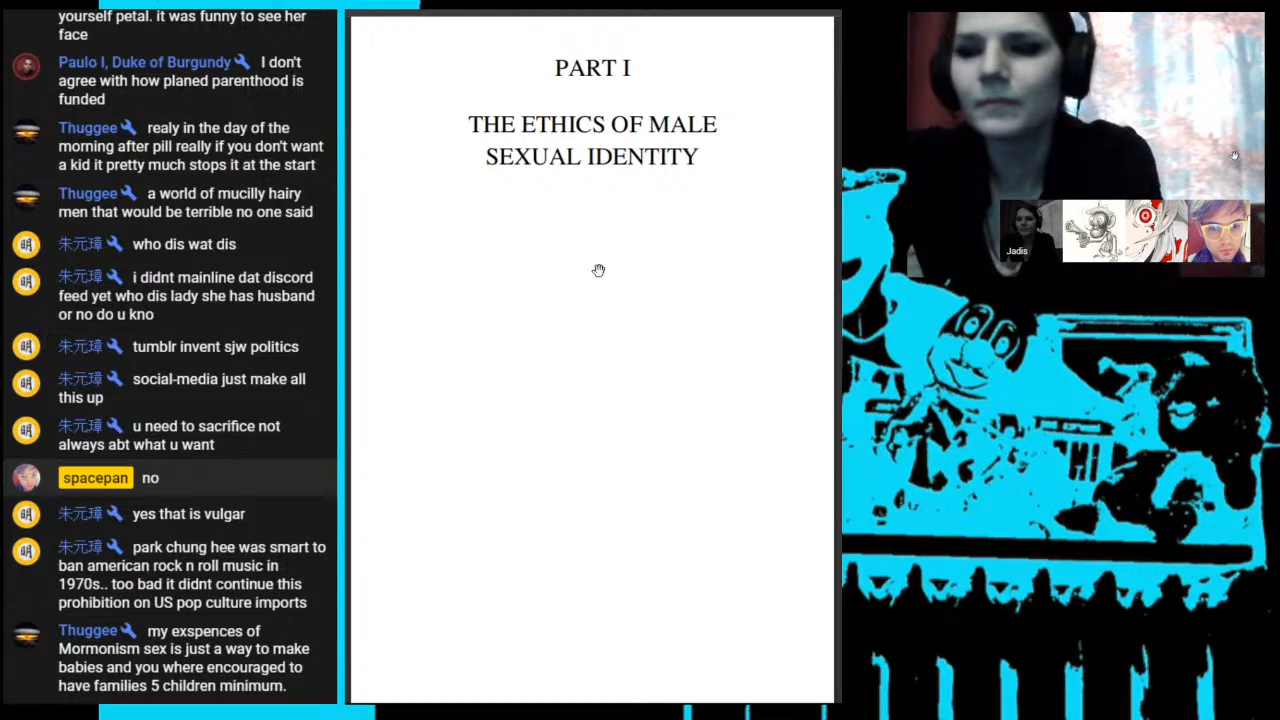 yourself petal. it was funny to see her
face
Paulo I, Duke of Burgundy I don't
agree with how planed parenthood is
funded
Thuggee realy in the day of the
morning after pill really if you don't want
a kid it pretty much stops it at the start
Thuggee a world of mucilly hairy
men that would be terrible no one said
朱元璋 who dis wat dis
朱元璋 i didnt mainline dat discord
feed yet who dis lady she has husband
or no do u kno
朱元璋 tumblr invent sjw politics
朱元璋 social-media just make all
this up
朱元璋 u need to sacrifice not
always abt what u want
spacepan no
朱元璋 yes that is vulgar
朱元璋 park chung hee was smart to
ban american rock n roll music in
1970s.. too bad it didnt continue this
prohibition on US pop culture imports
Thuggee my exspences of
Mormonism sex is just a way to make
babies and you where encouraged to
have families 5 children minimum.
PART I
THE ETHICS OF MALE
SEXUAL IDENTITY
Jadis